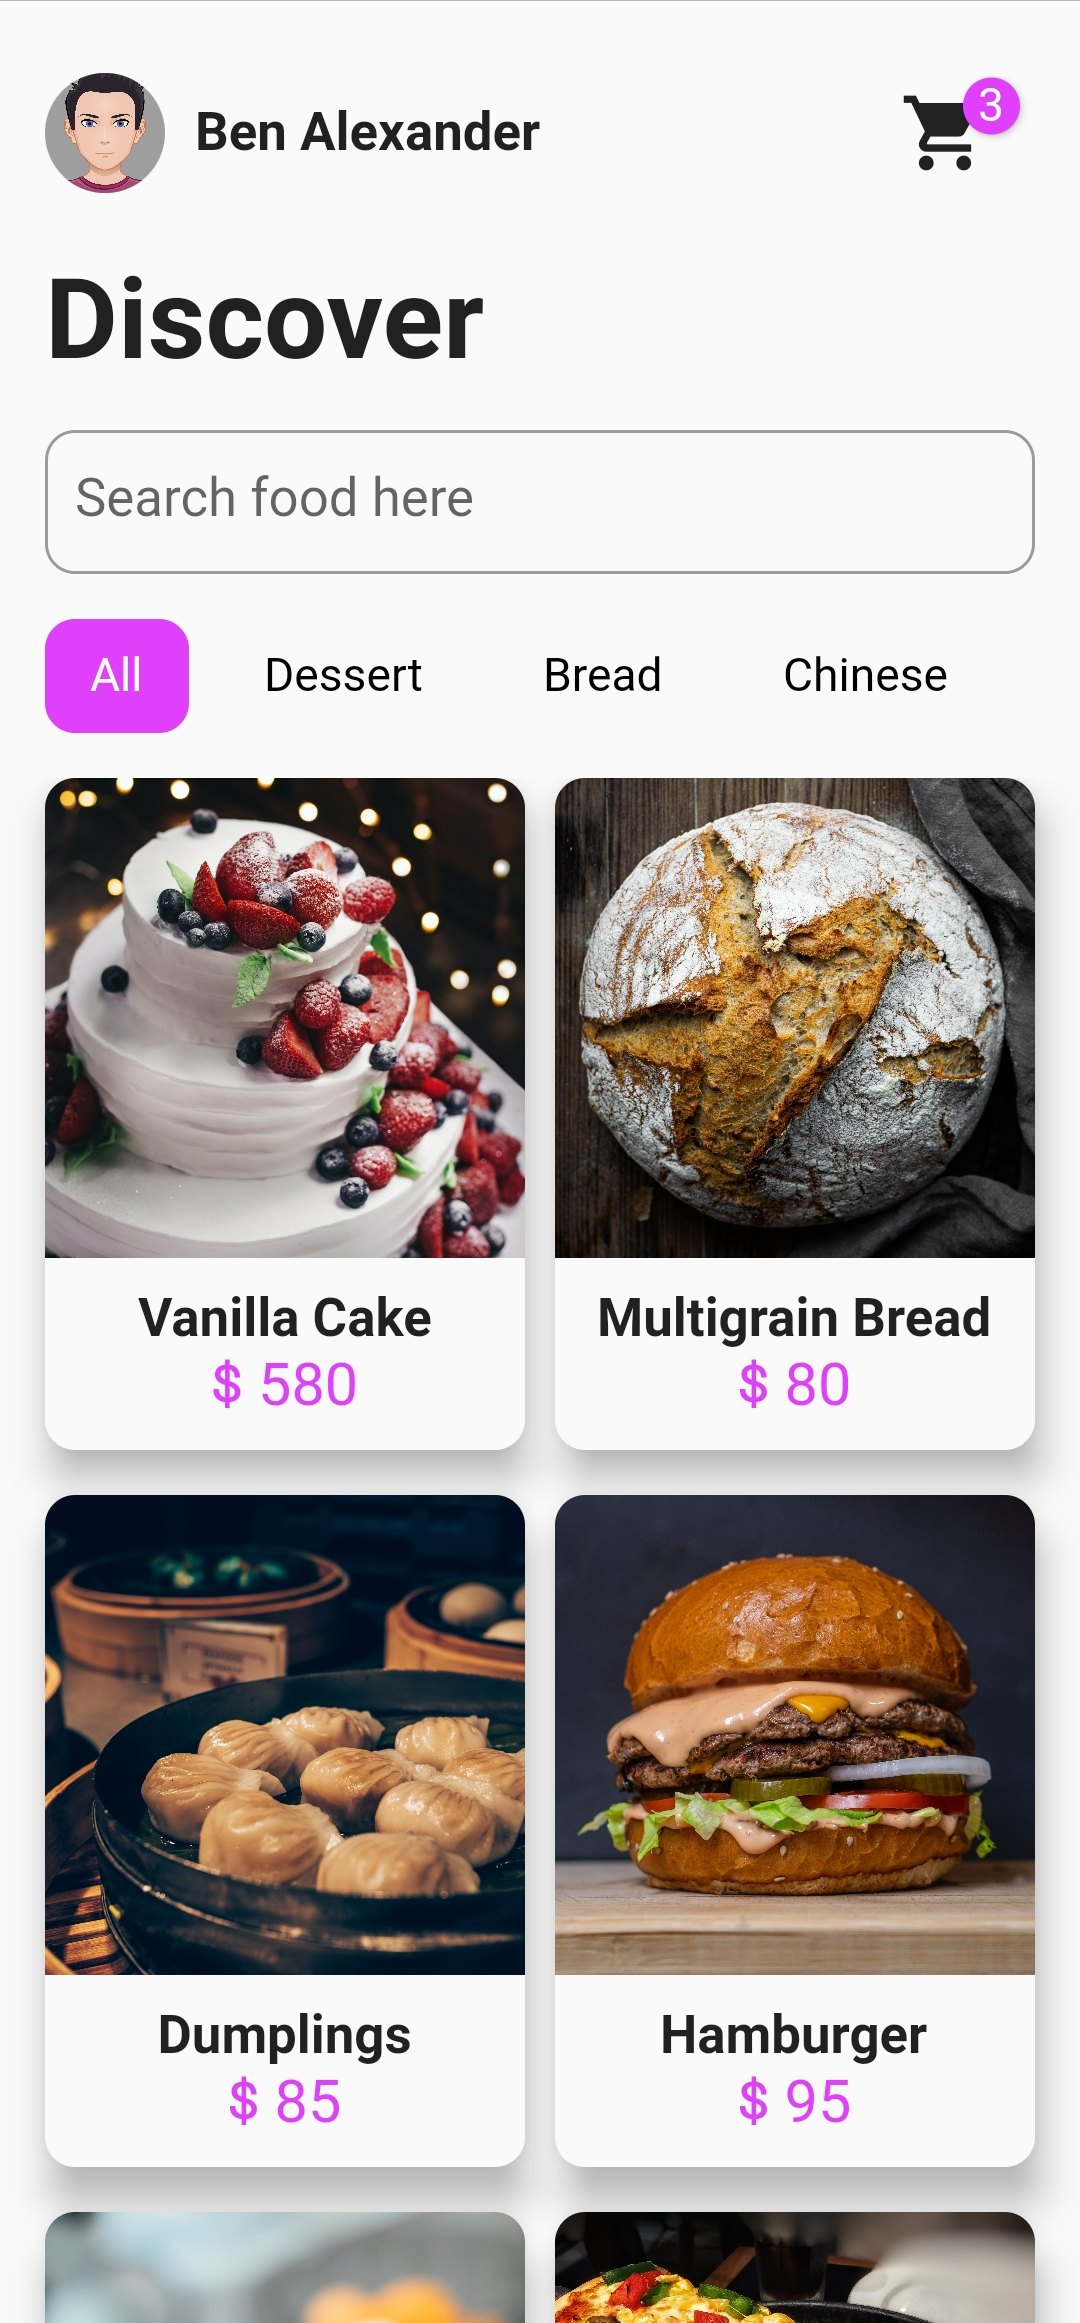 Ben Alexander
3
Discover
Search food here
All
Dessert
Bread
Chinese
Vanilla Cake
$ 580
Multigrain Bread
$ 80
Dumplings
$ 85
Hamburger
$ 95